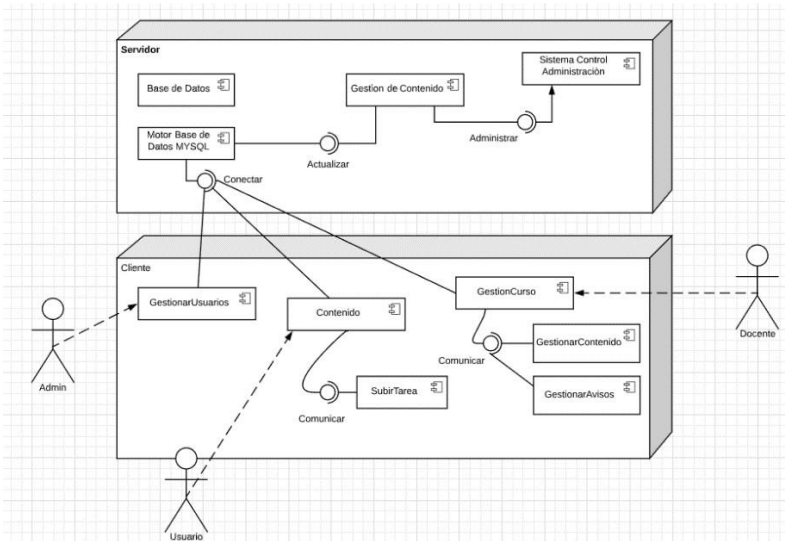 Servidor
Base de Datos
Gestion de Contenido
Sistema Control
Administración
Motor Base de
Datos MYSQL
Actualizar
Administrar
Conectar
Cliente
GestionarUsuarios
Contenido
GestionCurso
Comunicar
GestionarContenido
SubirTarea
GestionarAvisos
Comunicar
Admin
Docente
Usuario